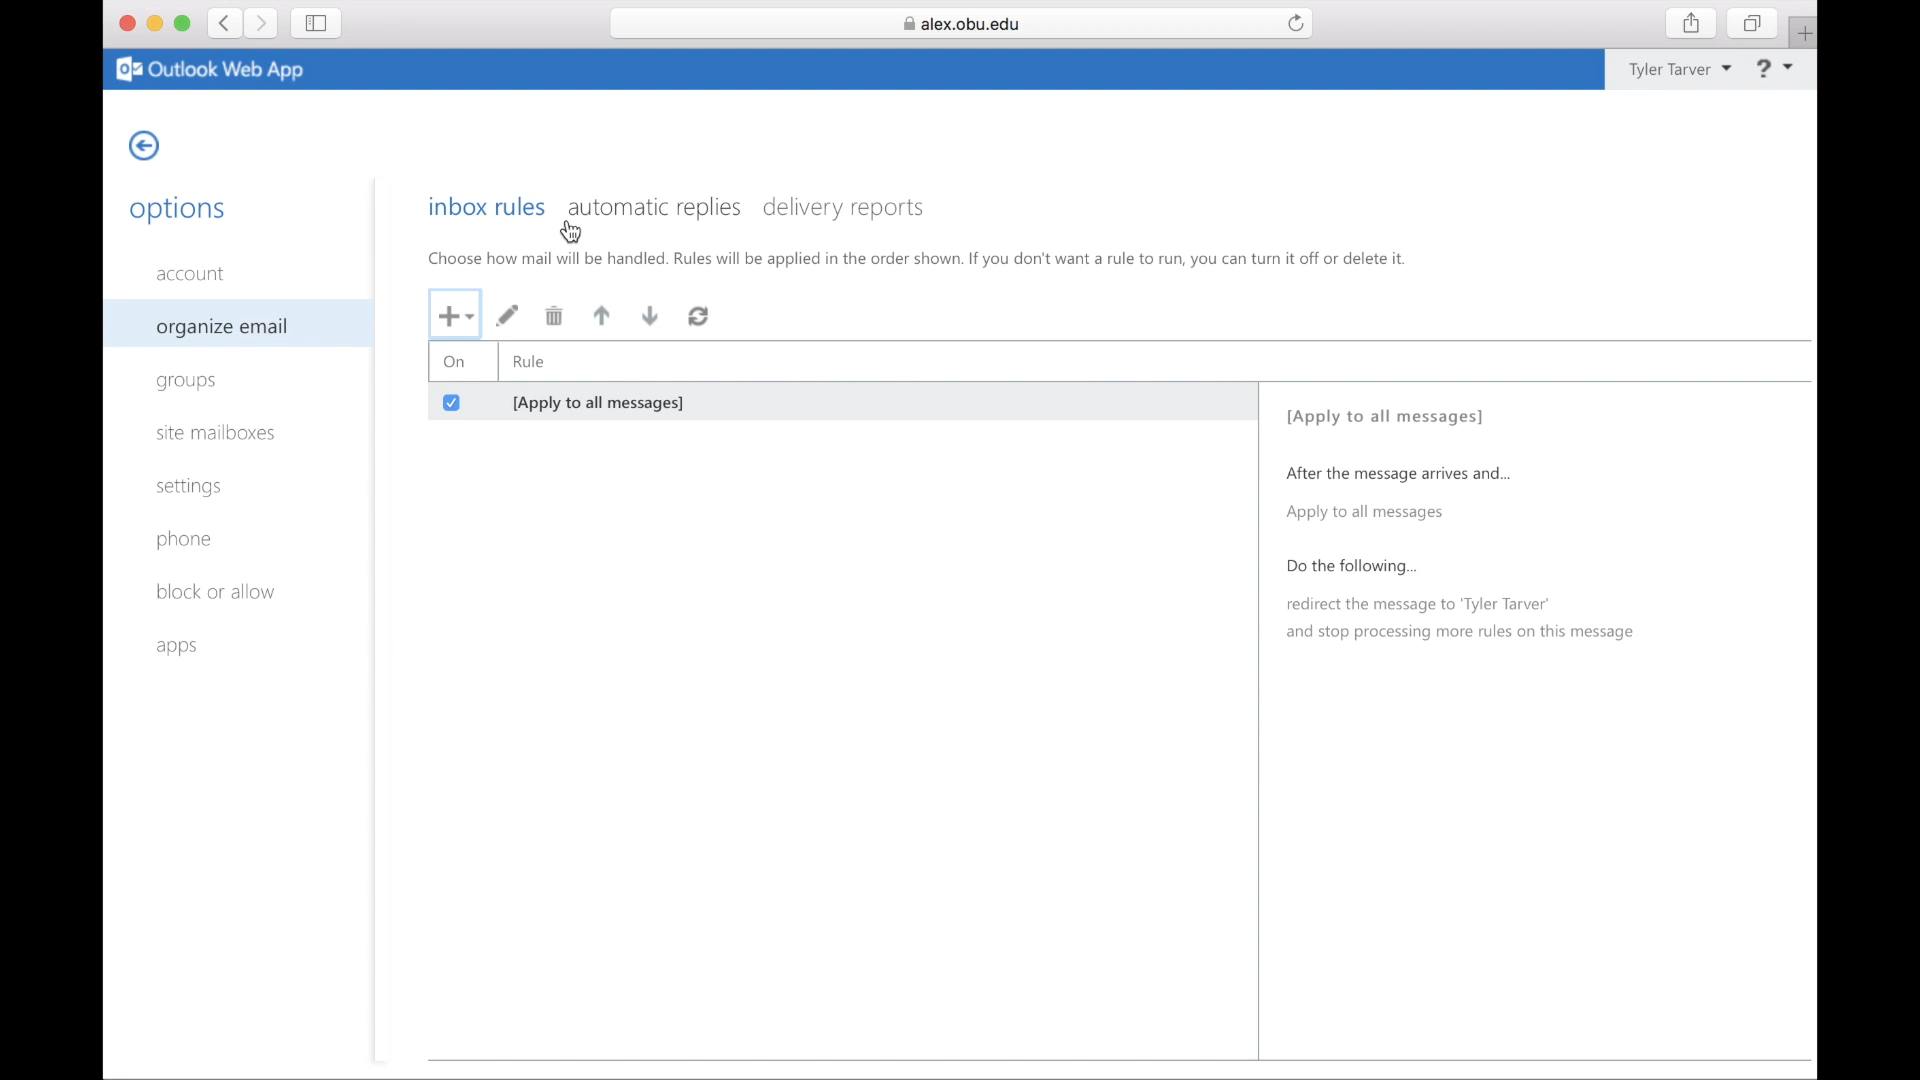 alex.obu.edu
Outlook Web App
Tyler Tarver
?
options
account
organize email
groups
site mailboxes
settings
phone
block or allow
apps
inbox rules automatic replies delivery reports
Choose how mail will be handled. Rules will be applied in the order shown. If you don't want a rule to run, you can turn it off or delete it.
On Rule
[Apply to all messages]
[Apply to all messages]
After the message arrives and...
Apply to all messages
Do the following...
redirect the message to 'Tyler Tarver'
and stop processing more rules on this message